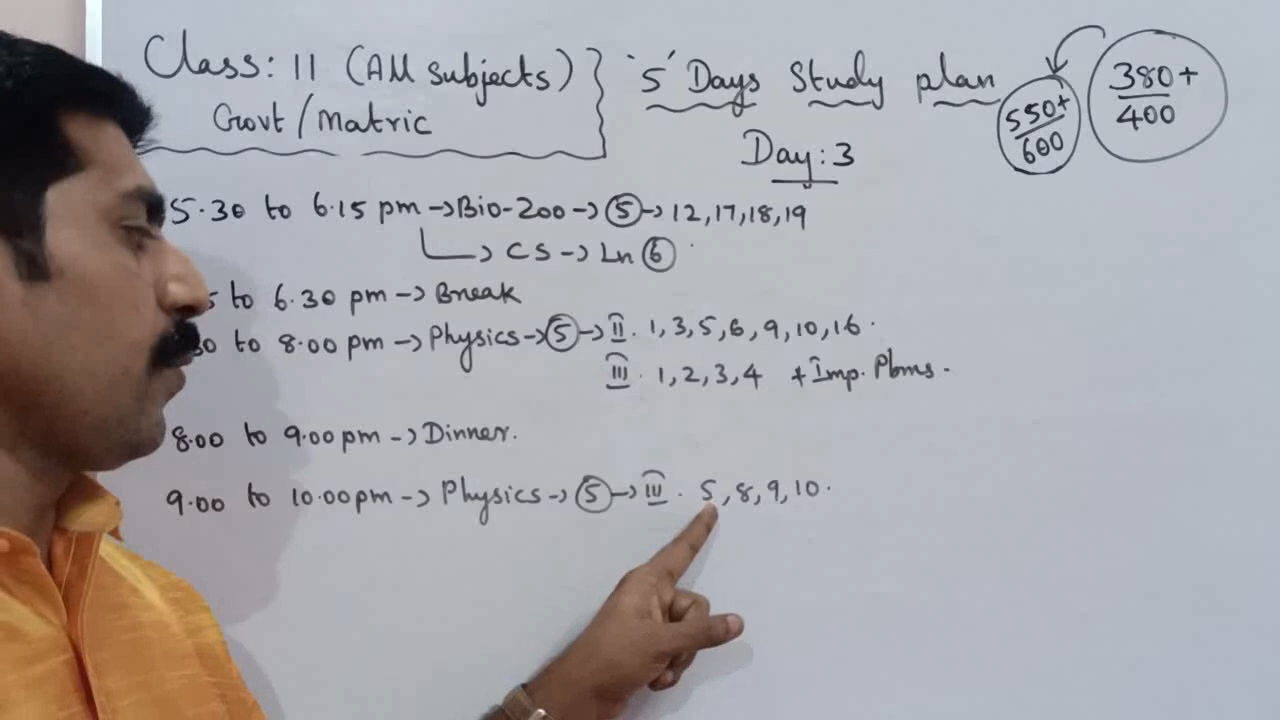 Class: 11 (All Subjects)
Govt/Matric
'5' Days Study plan
550+/600
380+/400
Day: 3
5.30 to 6.15 pm -> Bio-Zoo -> ⑤ -> 12, 17, 18, 19
-> CS -> Ln ⑥
5 to 6.30 pm -> Break
30 to 8.00 pm -> Physics -> ⑤ -> II. 1, 3, 5, 6, 9, 10, 16.
III. 1, 2, 3, 4 + Imp. Pbms.
8.00 to 9.00 pm -> Dinner.
9.00 to 10.00 pm -> Physics -> ⑤ -> III. 5, 8, 9, 10.